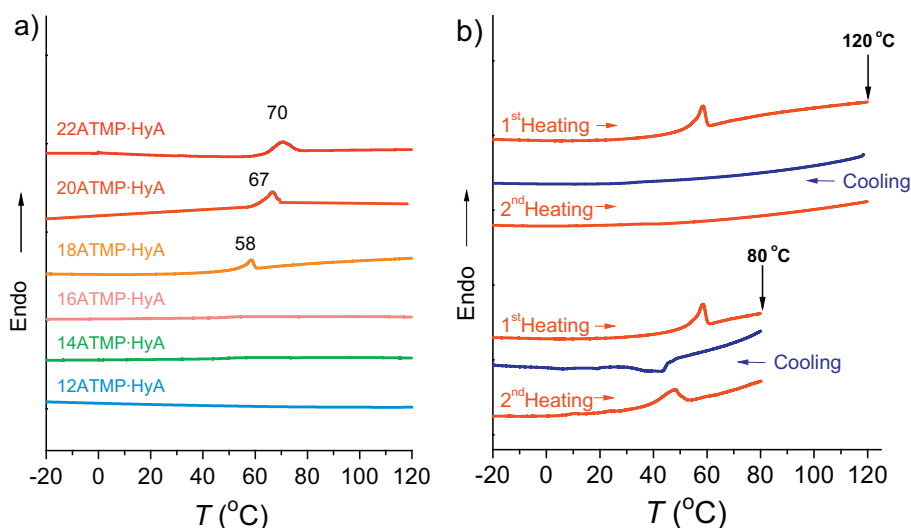 a)
70
22ATMP·HyA
67
20ATMP·HyA
58
18ATMP·HyA
16ATMP·HyA
14ATMP·HyA
12ATMP·HyA
Endo
-20 0 20 40 60 80 100 120
T (°C)
b)
120 °C
1st Heating
Cooling
2nd Heating
80 °C
1st Heating
Cooling
2nd Heating
Endo
-20 0 20 40 60 80 100 120
T (°C)